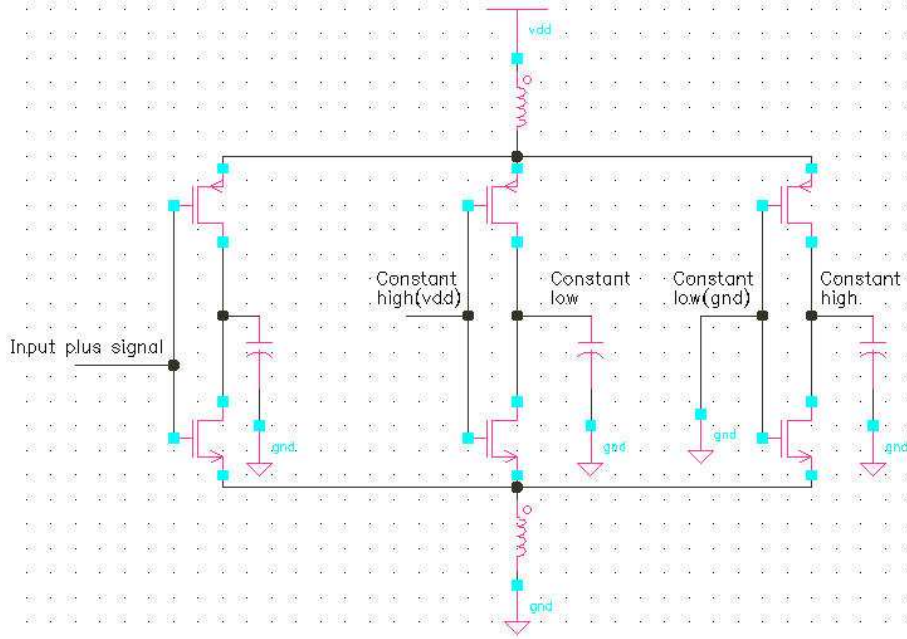 vdd
Constant
high(vdd)
Constant
low
Constant
low(gnd)
Constant
high.
Input plus signal
gnd
gnd
gnd
gnd
gnd